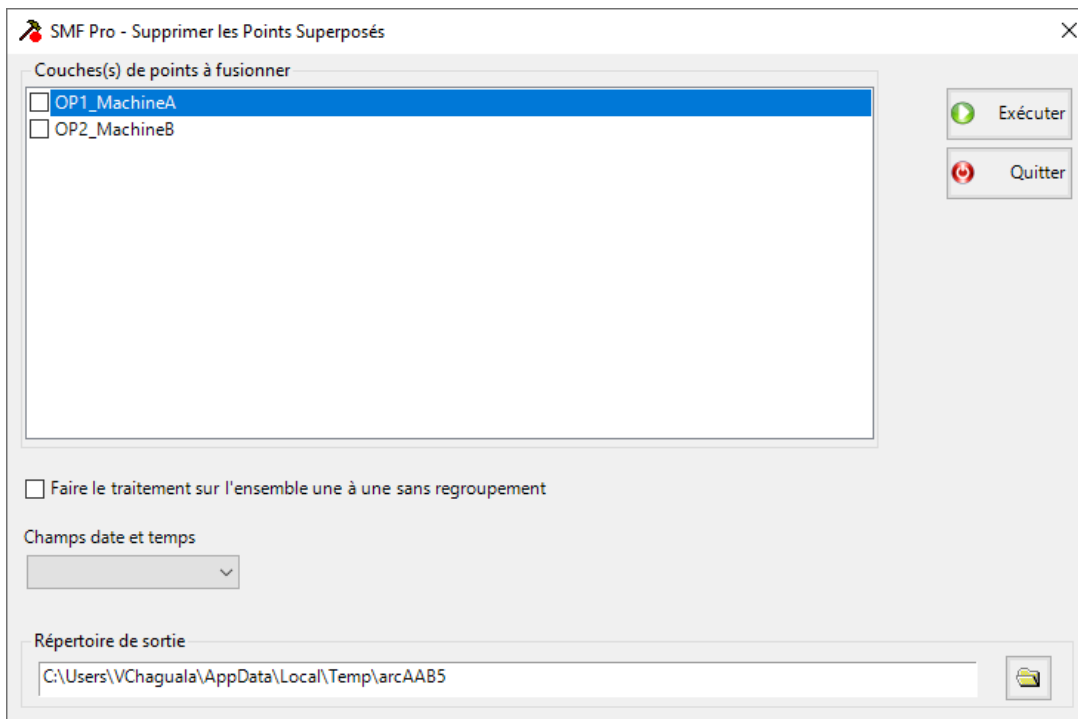 SMF Pro - Supprimer les Points Superposés
Couches(s) de points à fusionner
OP1_MachineA
OP2_MachineB
Exécuter
Quitter
Faire le traitement sur l'ensemble une à une sans regroupement
Champs date et temps
Répertoire de sortie
C:\Users\VChaguala\AppData\Local\Temp\arcAAB5